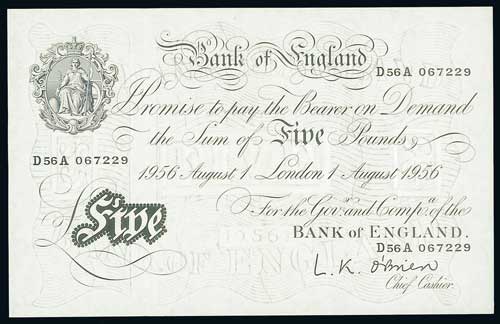 No
Bank of England
D56A 067229
I Promise to pay the Bearer on Demand
the Sum of Five Pounds
D56A 067229
1956 August 1 London 1 August 1956
For the Govr. and Compa. of the
BANK of ENGLAND.
Five
D56A 067229
L. K. O'Brien
Chief Cashier.